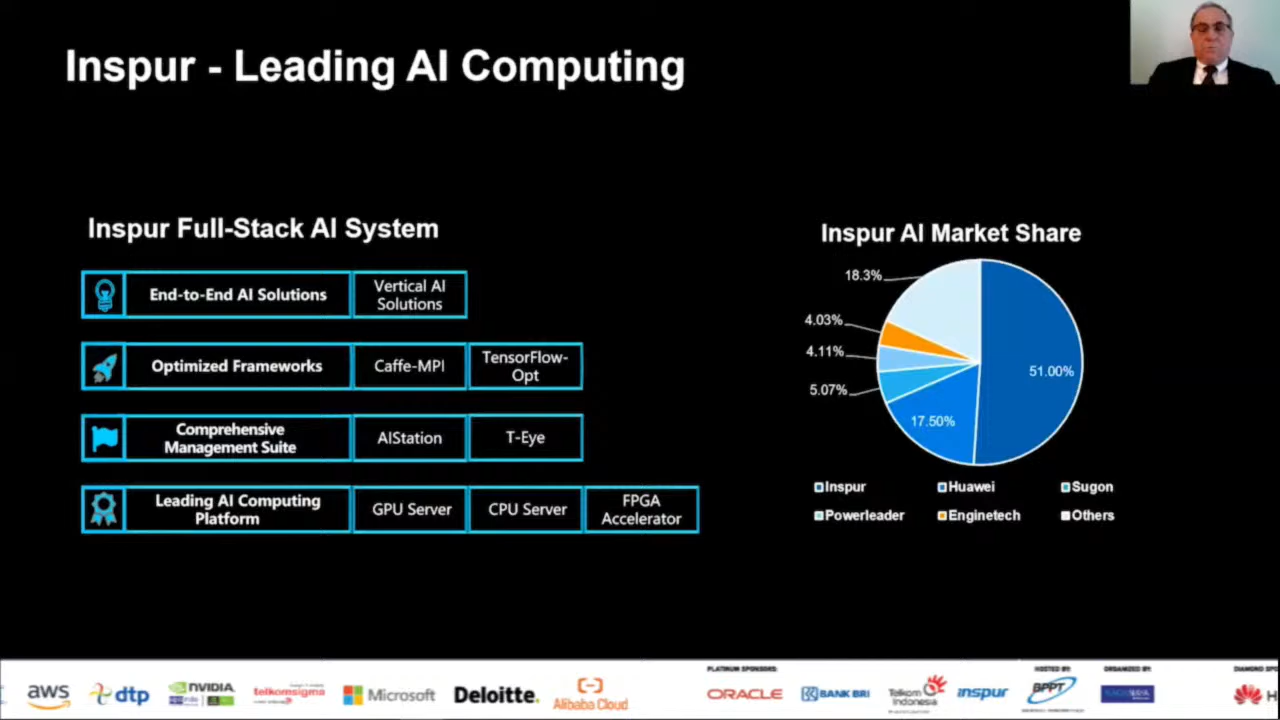 Inspur - Leading AI Computing
Inspur Full-Stack AI System
End-to-End AI Solutions
Vertical AI
Solutions
Optimized Frameworks
Caffe-MPI
TensorFlow-
Opt
Comprehensive
Management Suite
AIStation
T-Eye
Leading AI Computing
Platform
GPU Server
CPU Server
FPGA
Accelerator
Inspur AI Market Share
18.3%
4.03%
4.11%
5.07%
17.50%
51.00%
Inspur
Huawei
Sugon
Powerleader
Enginetech
Others
PLATINUM SPONSORS:
HOSTED BY:
ORGANIZED BY:
aws
dtp
NVIDIA.
telkomsigma
Microsoft
Deloitte.
Alibaba Cloud
ORACLE
BANK BRI
Telkom
Indonesia
inspur
BPPT